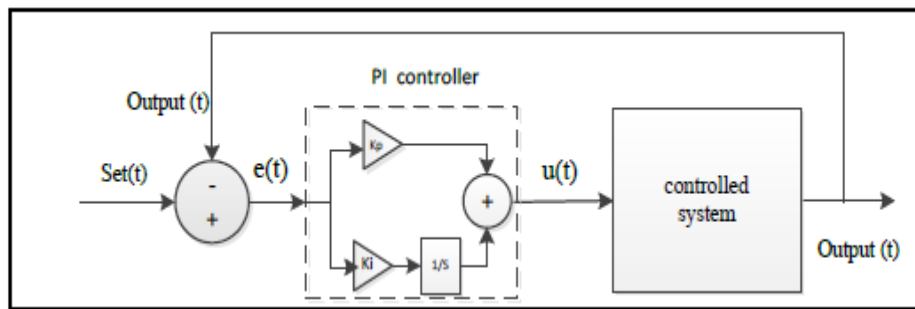 PI controller
Output (t)
Kp
Set(t)
-
+
e(t)
+
u(t)
controlled
system
Ki
1/S
Output (t)